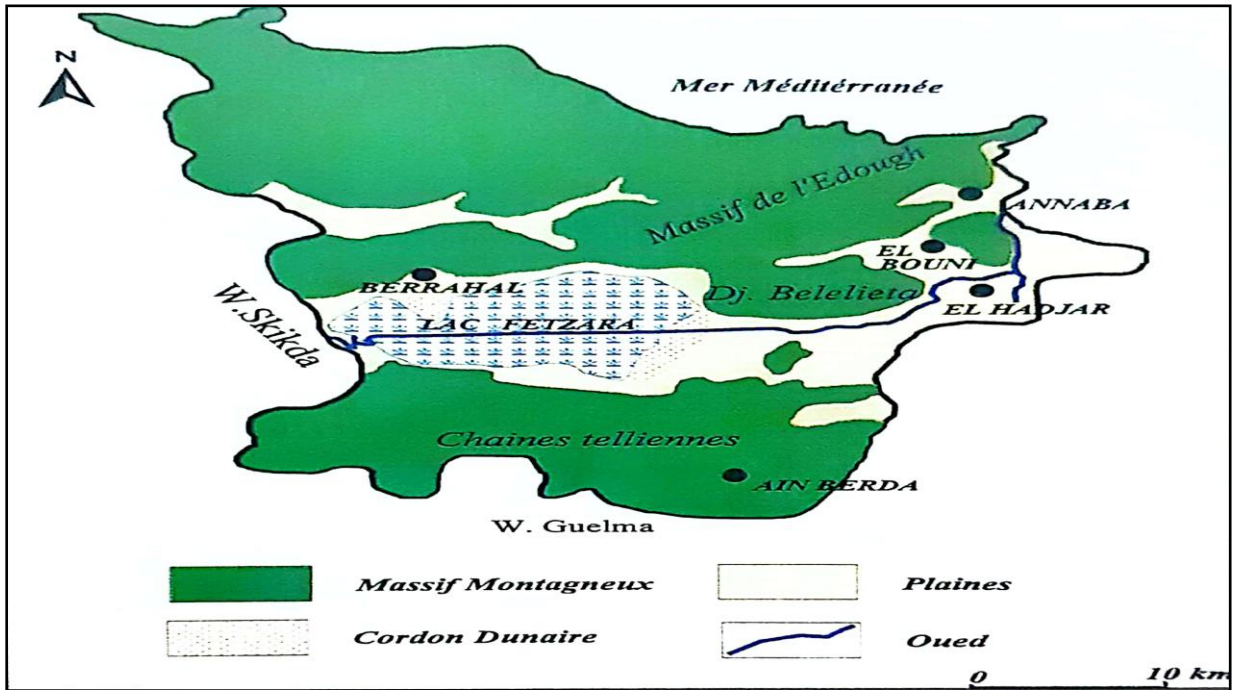 N
Mer Méditérranée
Massif de l'Edough
ANNABA
EL
BOUNI
BERRAHAL
Dj. Belelieta
EL HADJAR
W.Skikda
LAC FETZARA
Chaines telliennes
AIN BERDA
W. Guelma
Massif Montagneux
Plaines
Cordon Dunaire
Oued
0 10 km